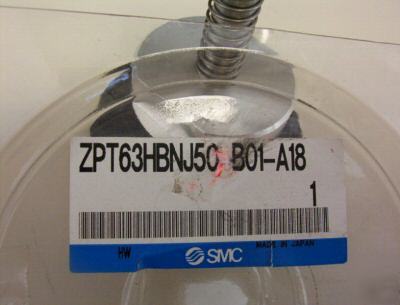 ZPT63HBNJ50 B01-A18
1
MADE IN JAPAN
HW
SMC